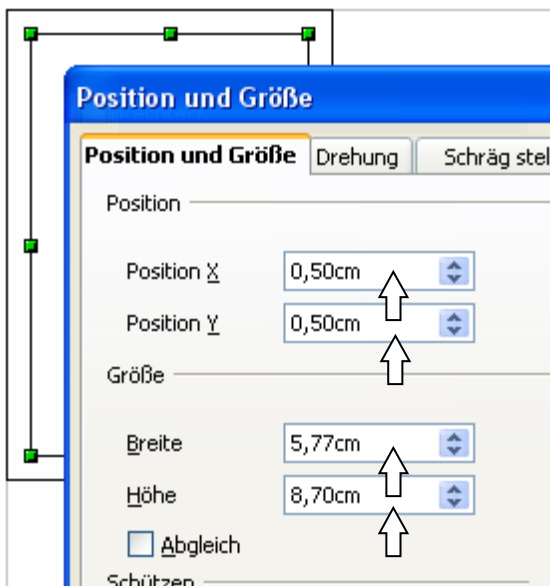 Position und Größe
Position und Größe Drehung Schräg stel
Position
Position X 0,50cm
Position Y 0,50cm
Größe
Breite 5,77cm
Höhe 8,70cm
Abgleich
Schützen